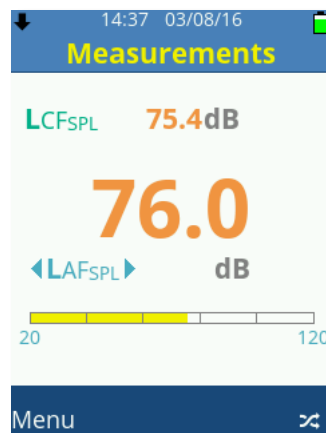 14:37 03/08/16
Measurements
LCFSPL 75.4dB
76.0
LAFSPL dB
20 120
Menu